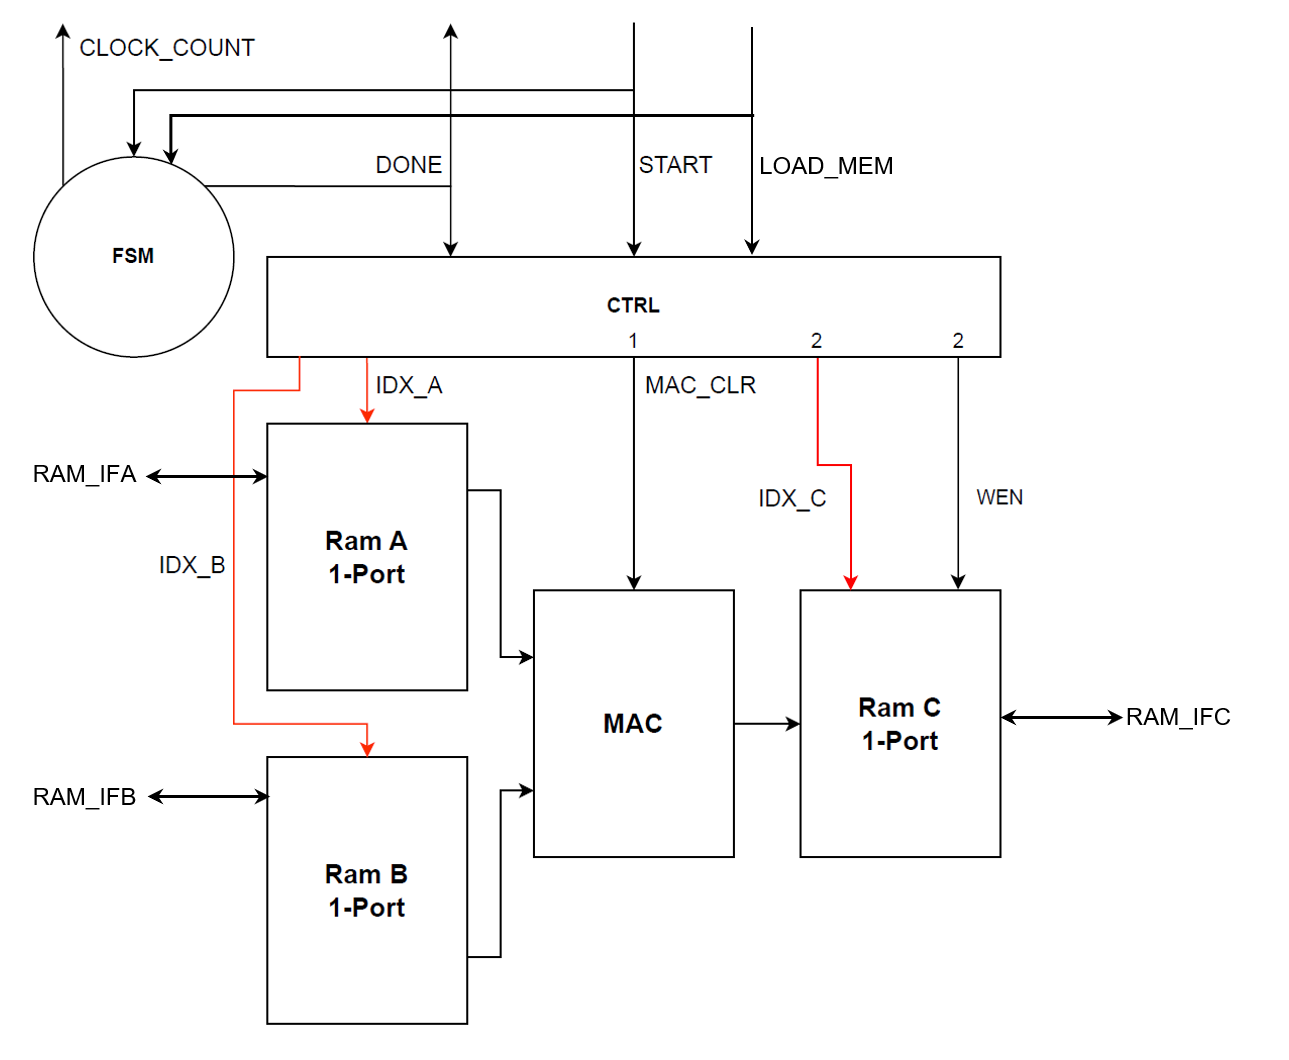 CLOCK_COUNT
DONE
START
LOAD_MEM
FSM
CTRL
1
2
2
IDX_A
MAC_CLR
RAM_IFA
IDX_C
WEN
Ram A
1-Port
IDX_B
MAC
Ram C
1-Port
RAM_IFC
RAM_IFB
Ram B
1-Port